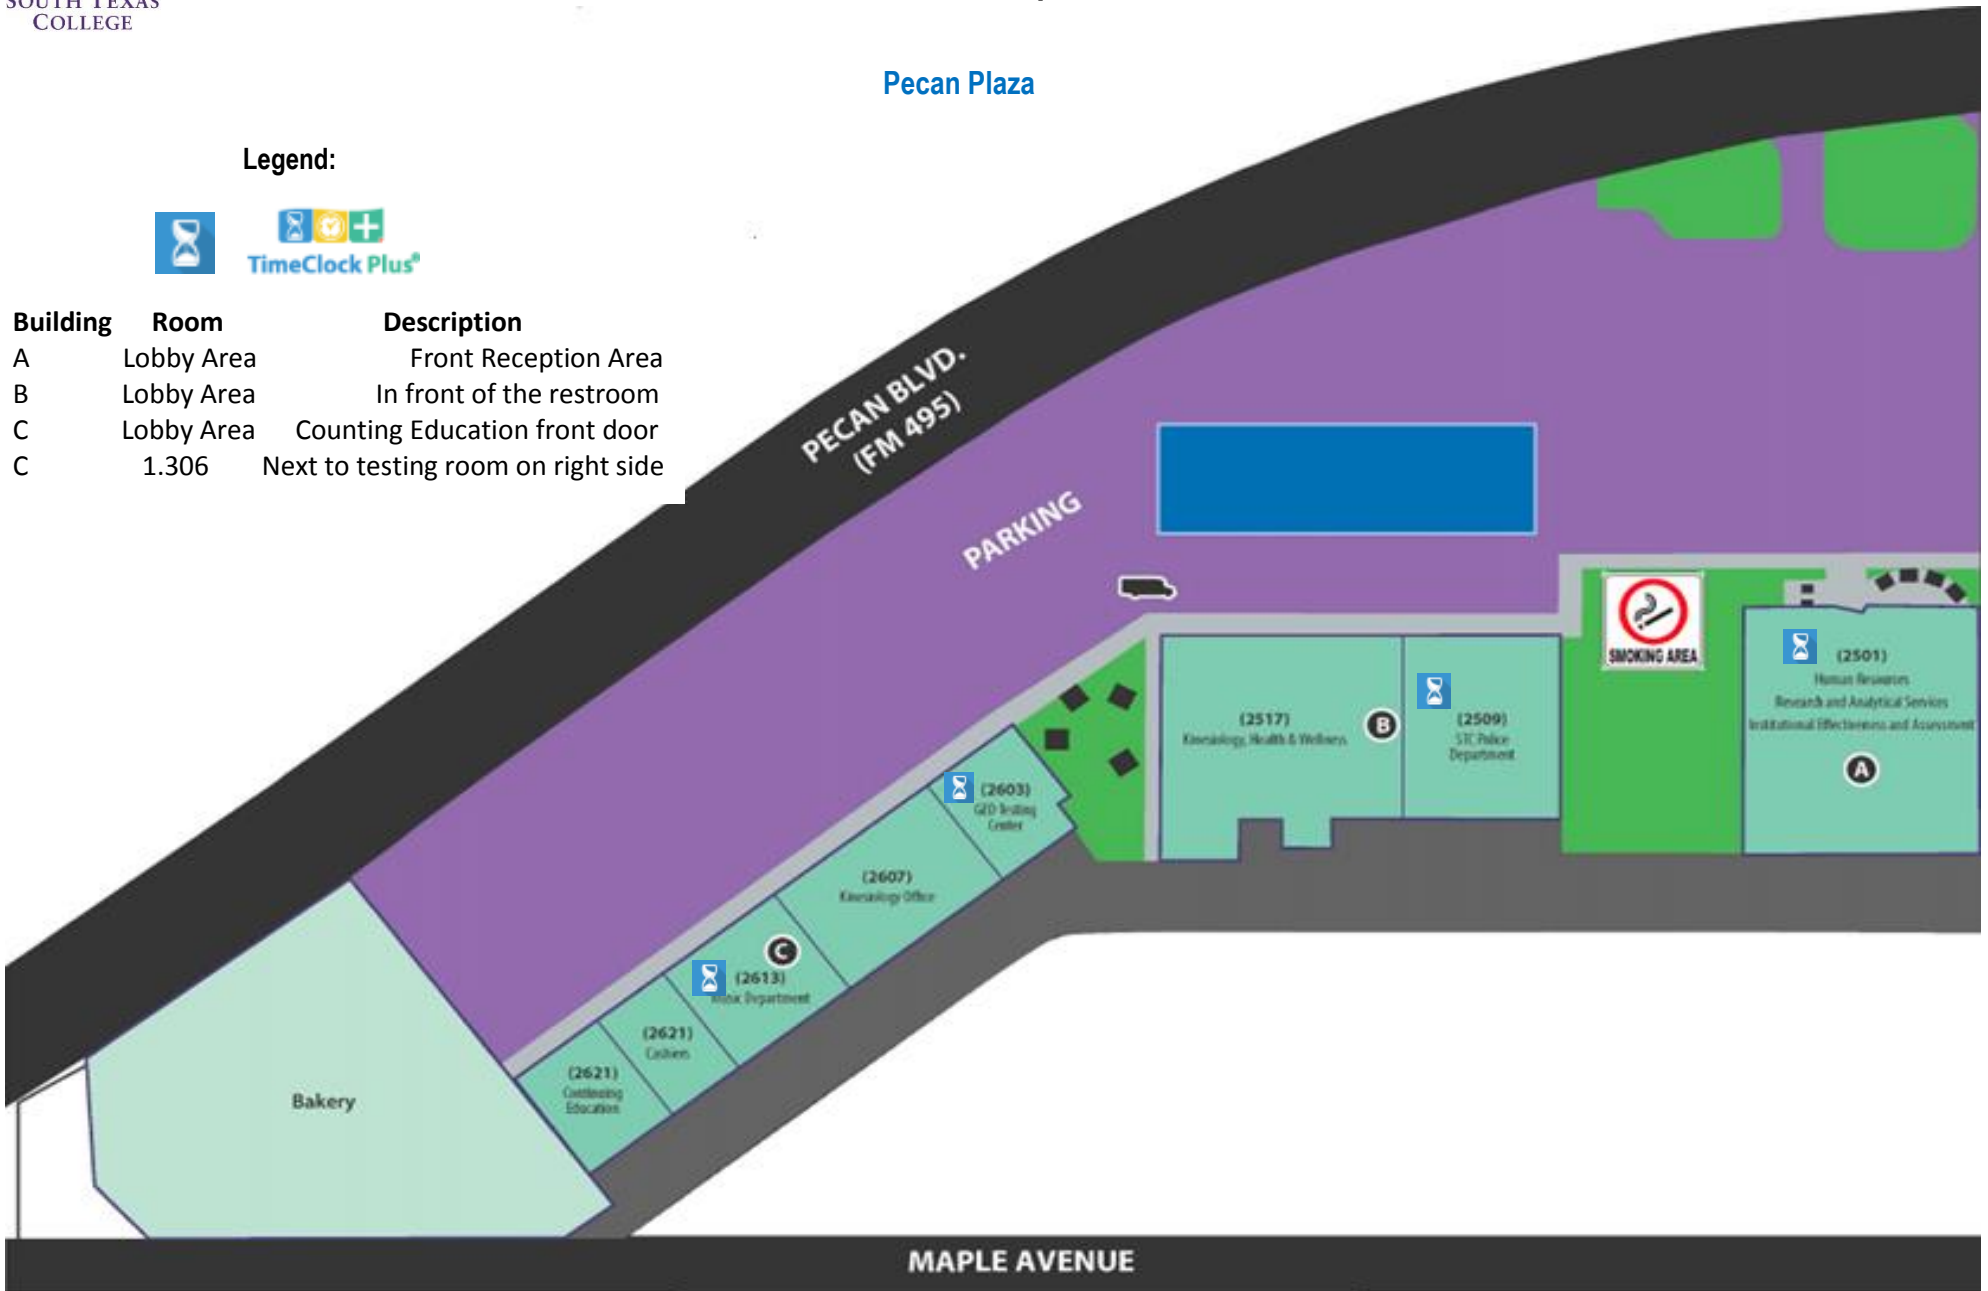 SOUTH TEXAS
COLLEGE
Pecan Plaza
Legend:
TimeClock Plus®
Building Room Description
A Lobby Area Front Reception Area
B Lobby Area In front of the restroom
C Lobby Area Counting Education front door
C 1.306 Next to testing room on right side
PECAN BLVD.
(FM 495)
PARKING
SMOKING AREA
(2501)
Human Resources
Research and Analytical Services
Institutional Effectiveness and Assessment
A
(2517)
Kinesiology, Health & Wellness
B
(2509)
STC Police
Department
(2603)
GED Testing
Center
(2607)
Kinesiology Office
C
(2613)
Music Department
(2621)
Cashiers
(2621)
Continuing
Education
Bakery
MAPLE AVENUE